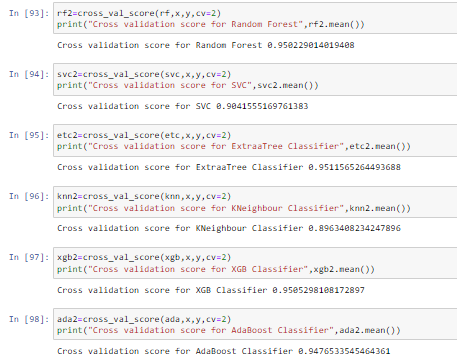 In [93]: rf2=cross_val_score(rf,x,y,cv=2)
print("Cross validation score for Random Forest",rf2.mean())
Cross validation score for Random Forest 0.950229014019408
In [94]: svc2=cross_val_score(svc,x,y,cv=2)
print("Cross validation score for SVC",svc2.mean())
Cross validation score for SVC 0.9041555169761383
In [95]: etc2=cross_val_score(etc,x,y,cv=2)
print("Cross validation score for ExtraaTree Classifier",etc2.mean())
Cross validation score for ExtraaTree Classifier 0.9511565264493688
In [96]: knn2=cross_val_score(knn,x,y,cv=2)
print("Cross validation score for KNeighbour Classifier",knn2.mean())
Cross validation score for KNeighbour Classifier 0.8963408234247896
In [97]: xgb2=cross_val_score(xgb,x,y,cv=2)
print("Cross validation score for XGB Classifier",xgb2.mean())
Cross validation score for XGB Classifier 0.9505298108172897
In [98]: ada2=cross_val_score(ada,x,y,cv=2)
print("Cross validation score for AdaBoost Classifier",ada2.mean())
Cross validation score for AdaBoost Classifier 0.9476533545464361